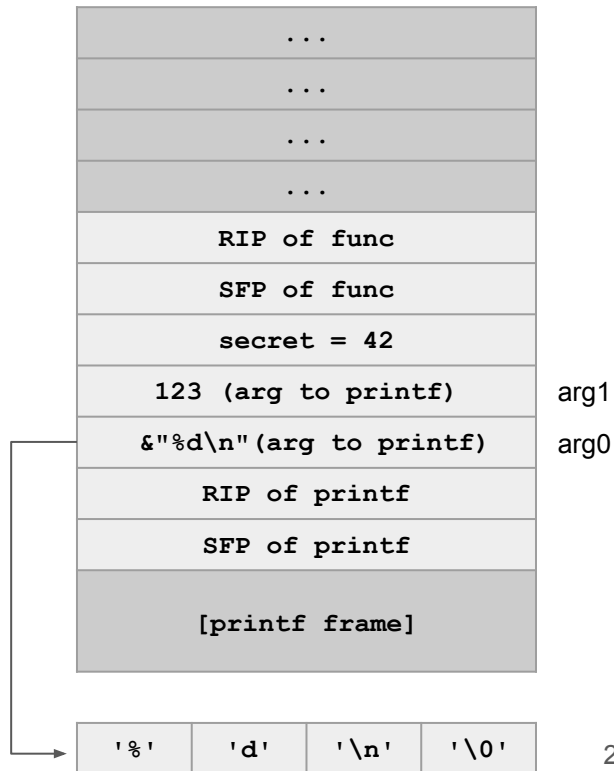 ...
...
...
...
RIP of func
SFP of func
secret = 42
123 (arg to printf) arg1
&"%d\n"(arg to printf) arg0
RIP of printf
SFP of printf
[printf frame]
'%' 'd' '\n' '\0' 2